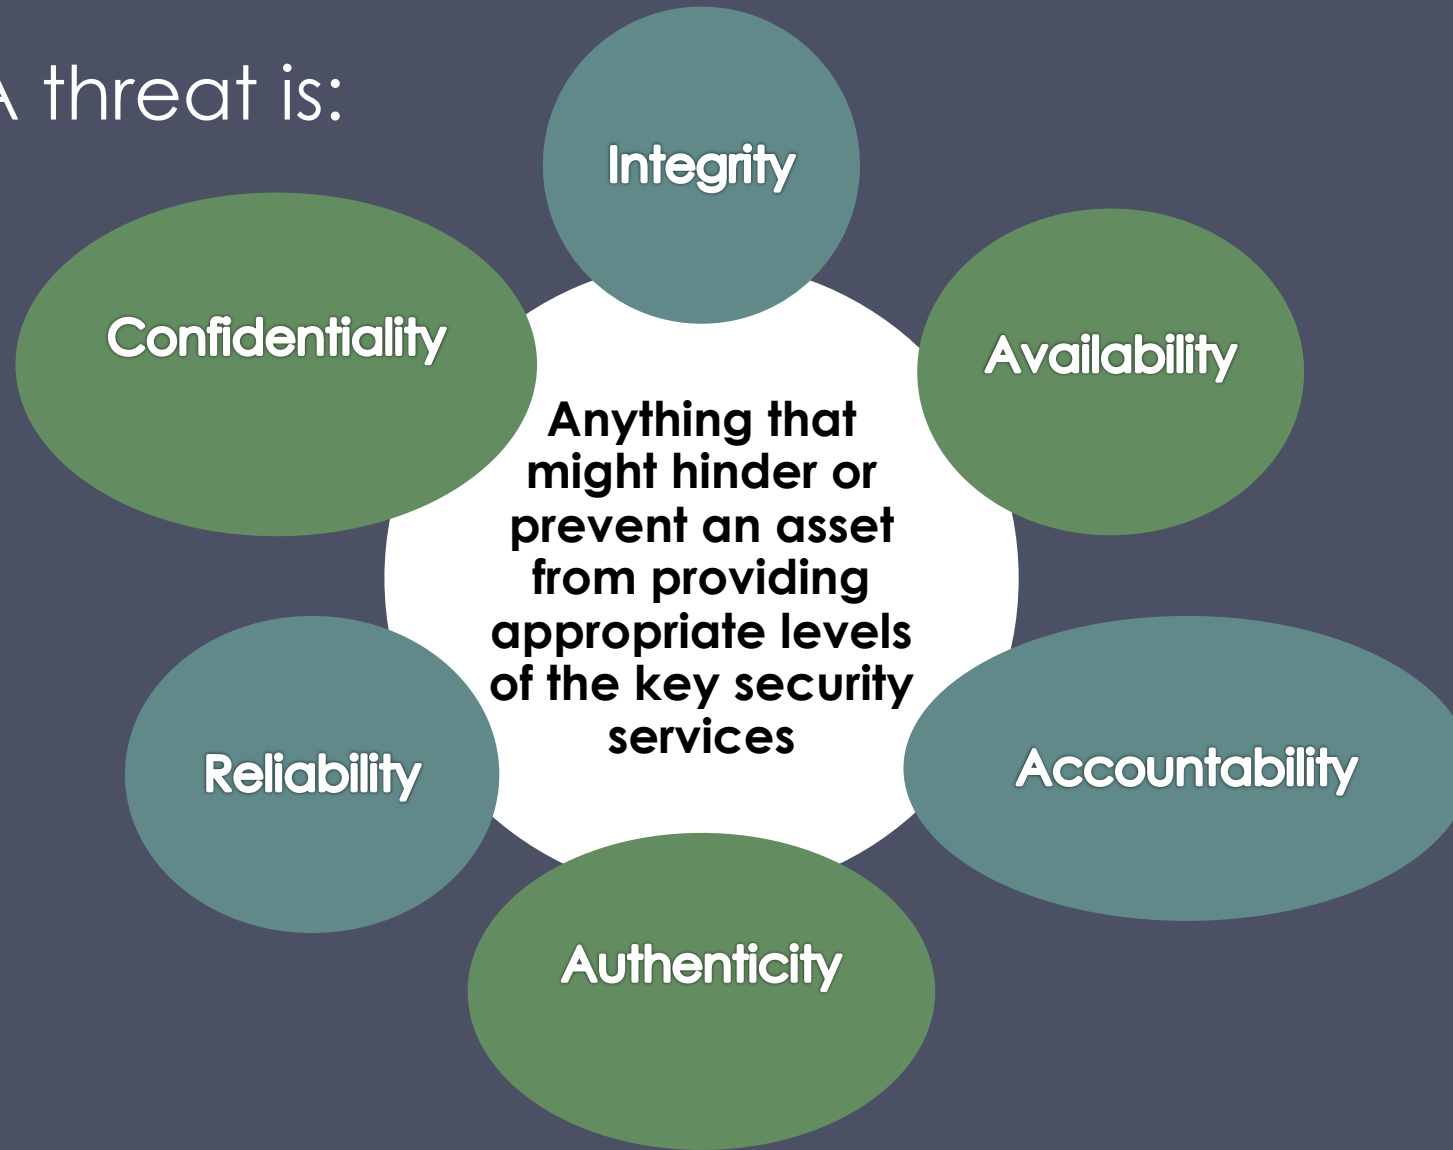 A threat is:
Integrity
Confidentiality
Availability
Anything that
might hinder or
prevent an asset
from providing
appropriate levels
of the key security
services
Reliability
Accountability
Authenticity